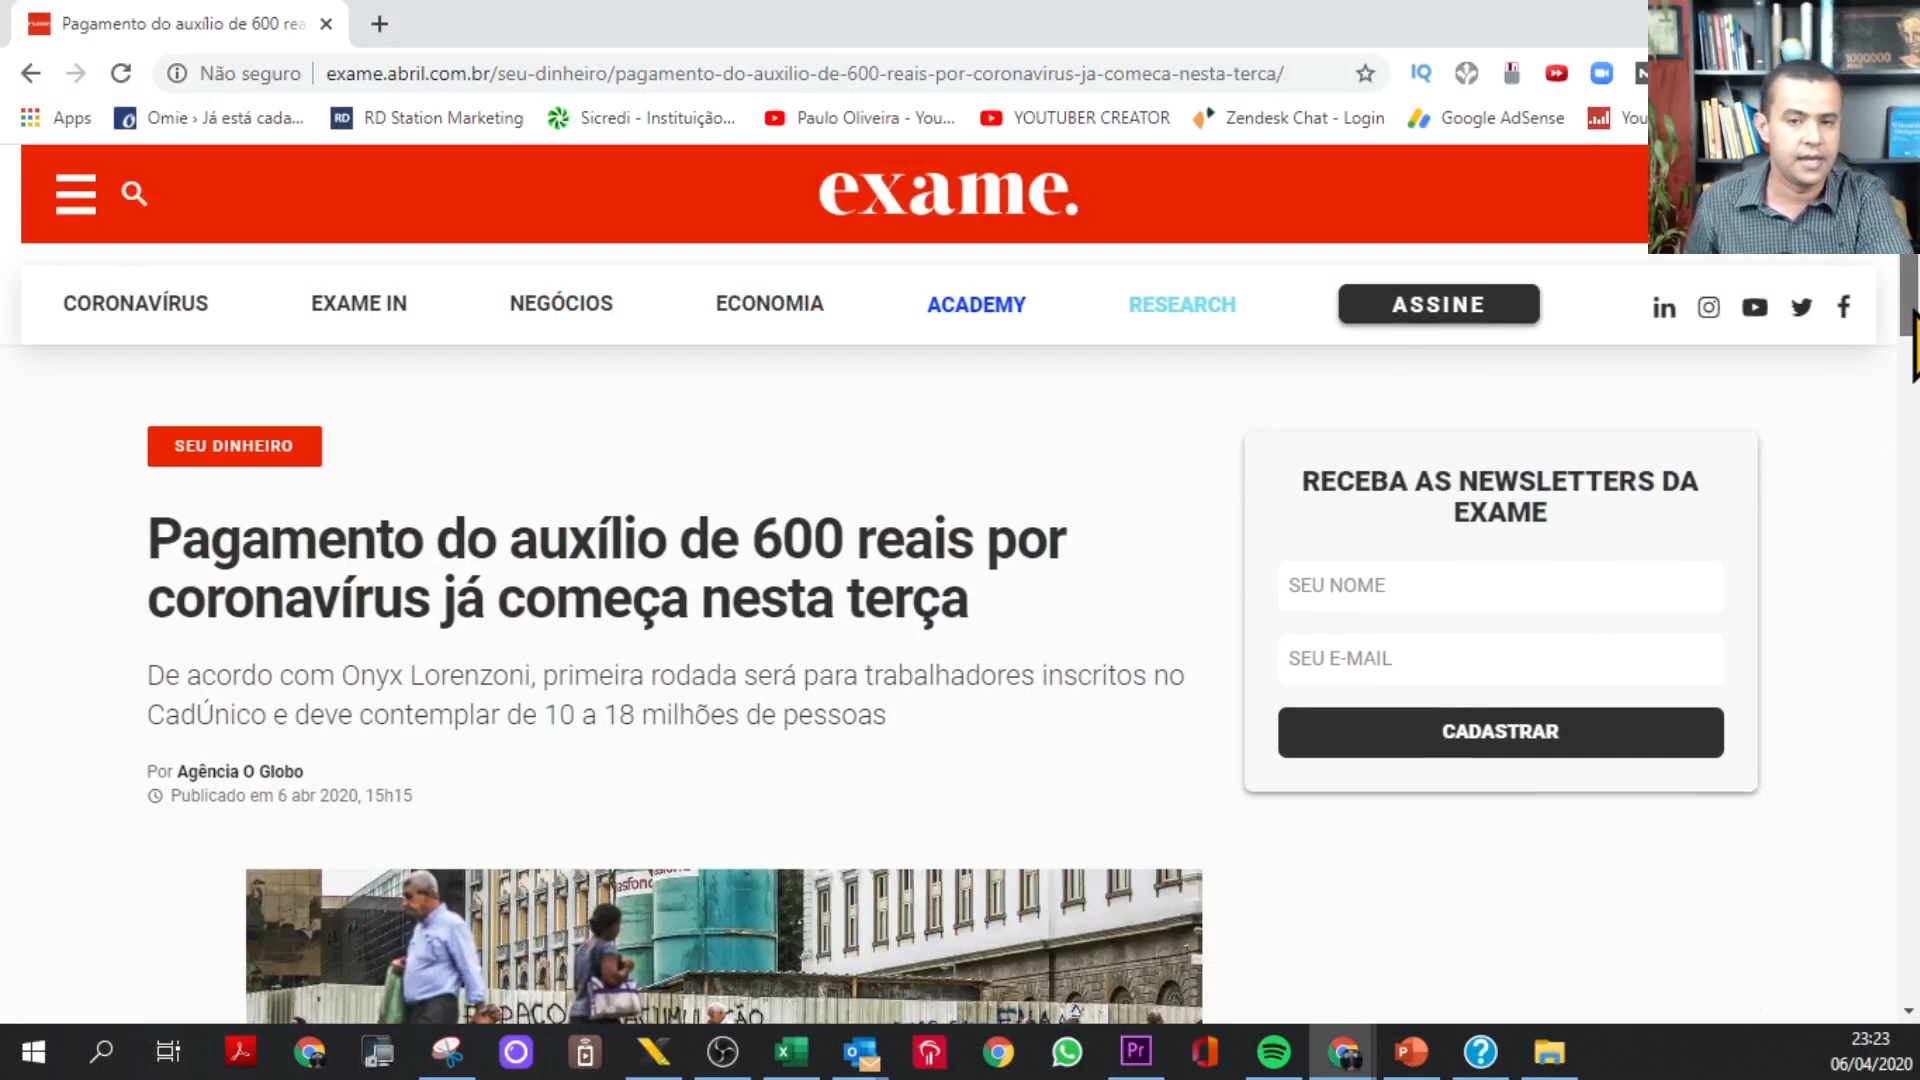 Pagamento do auxílio de 600 rea
Não seguro
exame.abril.com.br/seu-dinheiro/pagamento-do-auxilio-de-600-reais-por-coronavirus-ja-comeca-nesta-terca/
IQ
Apps
Omie › Já está cada...
RD
RD Station Marketing
Sicredi - Instituição...
Paulo Oliveira - You...
YOUTUBER CREATOR
Zendesk Chat - Login
Google AdSense
You
1000000
exame.
CORONAVÍRUS
EXAME IN
NEGÓCIOS
ECONOMIA
ACADEMY
RESEARCH
ASSINE
SEU DINHEIRO
Pagamento do auxílio de 600 reais por
coronavírus já começa nesta terça
De acordo com Onyx Lorenzoni, primeira rodada será para trabalhadores inscritos no
CadÚnico e deve contemplar de 10 a 18 milhões de pessoas
Por Agência O Globo
Publicado em 6 abr 2020, 15h15
RECEBA AS NEWSLETTERS DA
EXAME
SEU NOME
SEU E-MAIL
CADASTRAR
Pr
23:23
06/04/2020